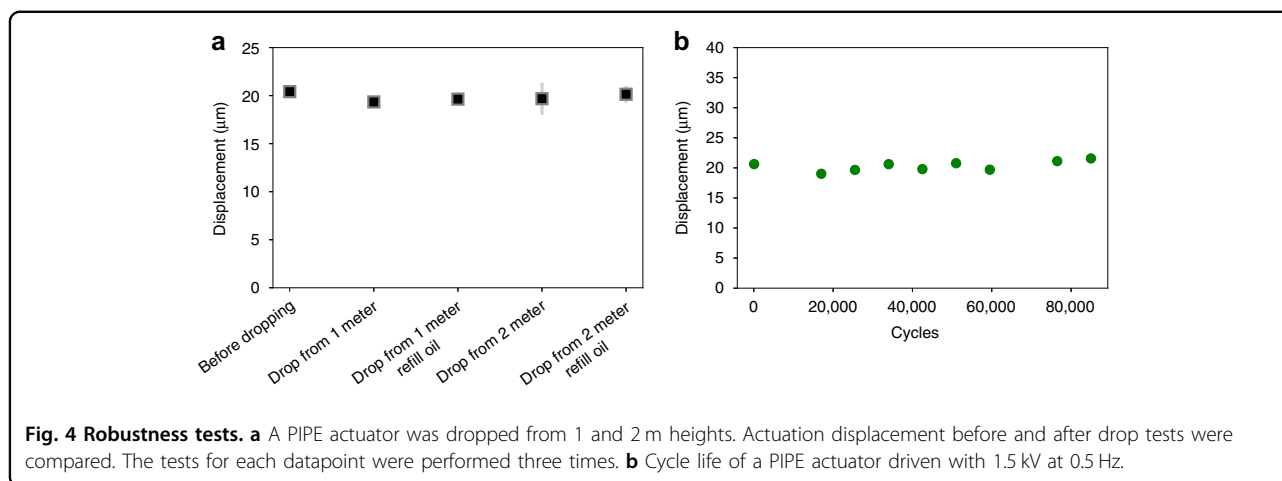 a
25
20
15
10
5
0
Displacement (μm)
Before dropping
Drop from 1 meter
Drop from 1 meter
refill oil
Drop from 2 meter
Drop from 2 meter
refill oil
b
40
35
30
25
20
15
10
5
0
Displacement (μm)
0 20,000 40,000 60,000 80,000
Cycles
Fig. 4 Robustness tests. a A PIPE actuator was dropped from 1 and 2 m heights. Actuation displacement before and after drop tests were
compared. The tests for each datapoint were performed three times. b Cycle life of a PIPE actuator driven with 1.5 kV at 0.5 Hz.